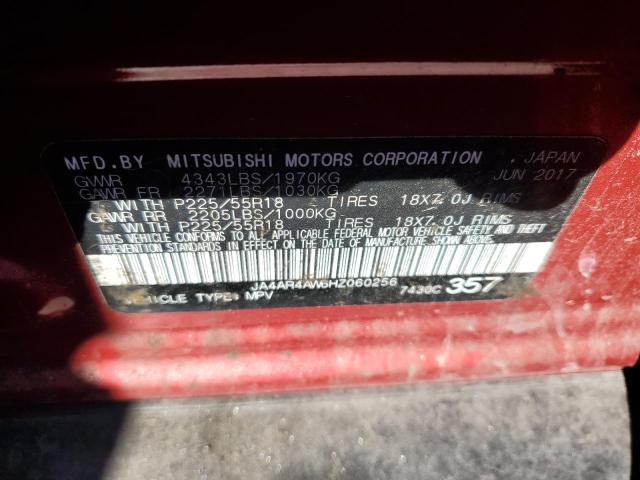 MFD.BY MITSUBISHI MOTORS CORPORATION , JAPAN
GVWR 4343LBS/1970KG JUN 2017
GAWR FR 2271LBS/1030KG
WITH P225/55R18 TIRES 18X7.0J RIMS
GAWR RR 2205LBS/1000KG
WITH P225/55R18 TIRES 18X7.0J RIMS
THIS VEHICLE CONFORMS TO ALL APPLICABLE FEDERAL MOTOR VEHICLE SAFETY AND THEFT
PREVENTION STANDARDS IN EFFECT ON THE DATE OF MANUFACTURE SHOWN ABOVE.
JA4AR4AW6HZ060256 7430C 357
VEHICLE TYPE: MPV